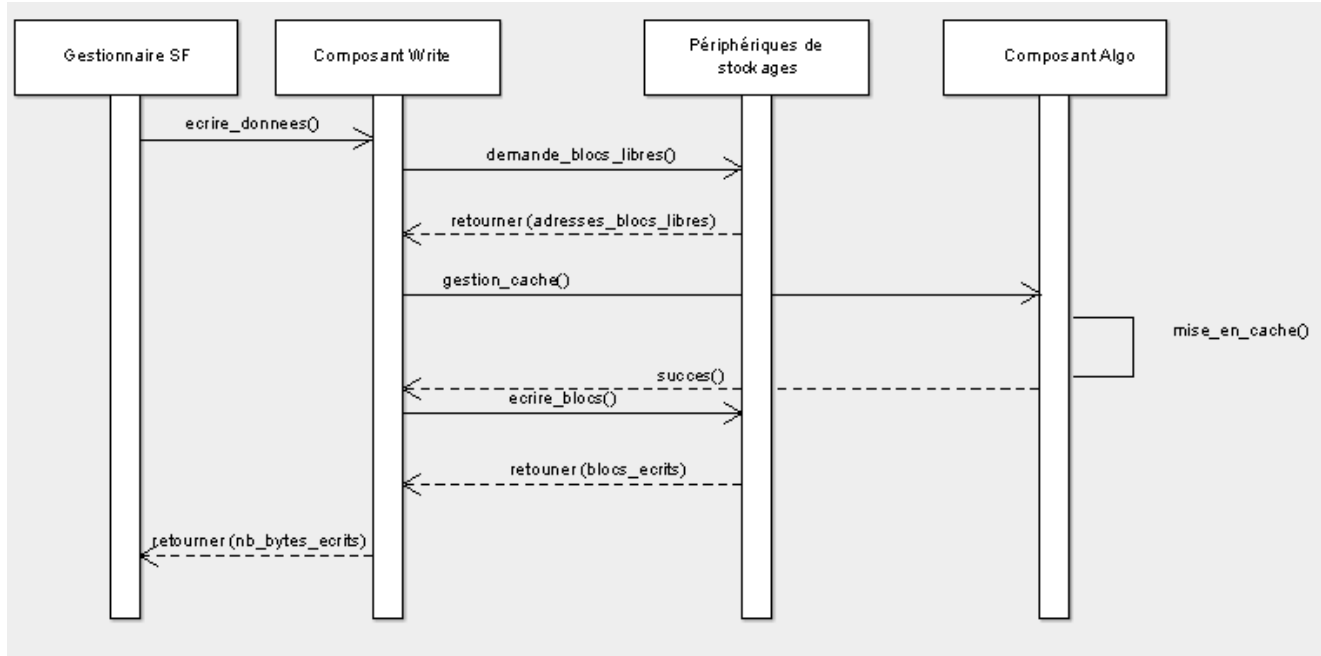 Gestionnaire SF
Composant Write
Périphériques de
stockages
Composant Algo
ecrire_donnees()
demande_blocs_libres()
retourner (adresses_blocs_libres)
gestion_cache()
mise_en_cache()
succes()
ecrire_blocs()
retouner (blocs_ecrits)
retourner (nb_bytes_ecrits)